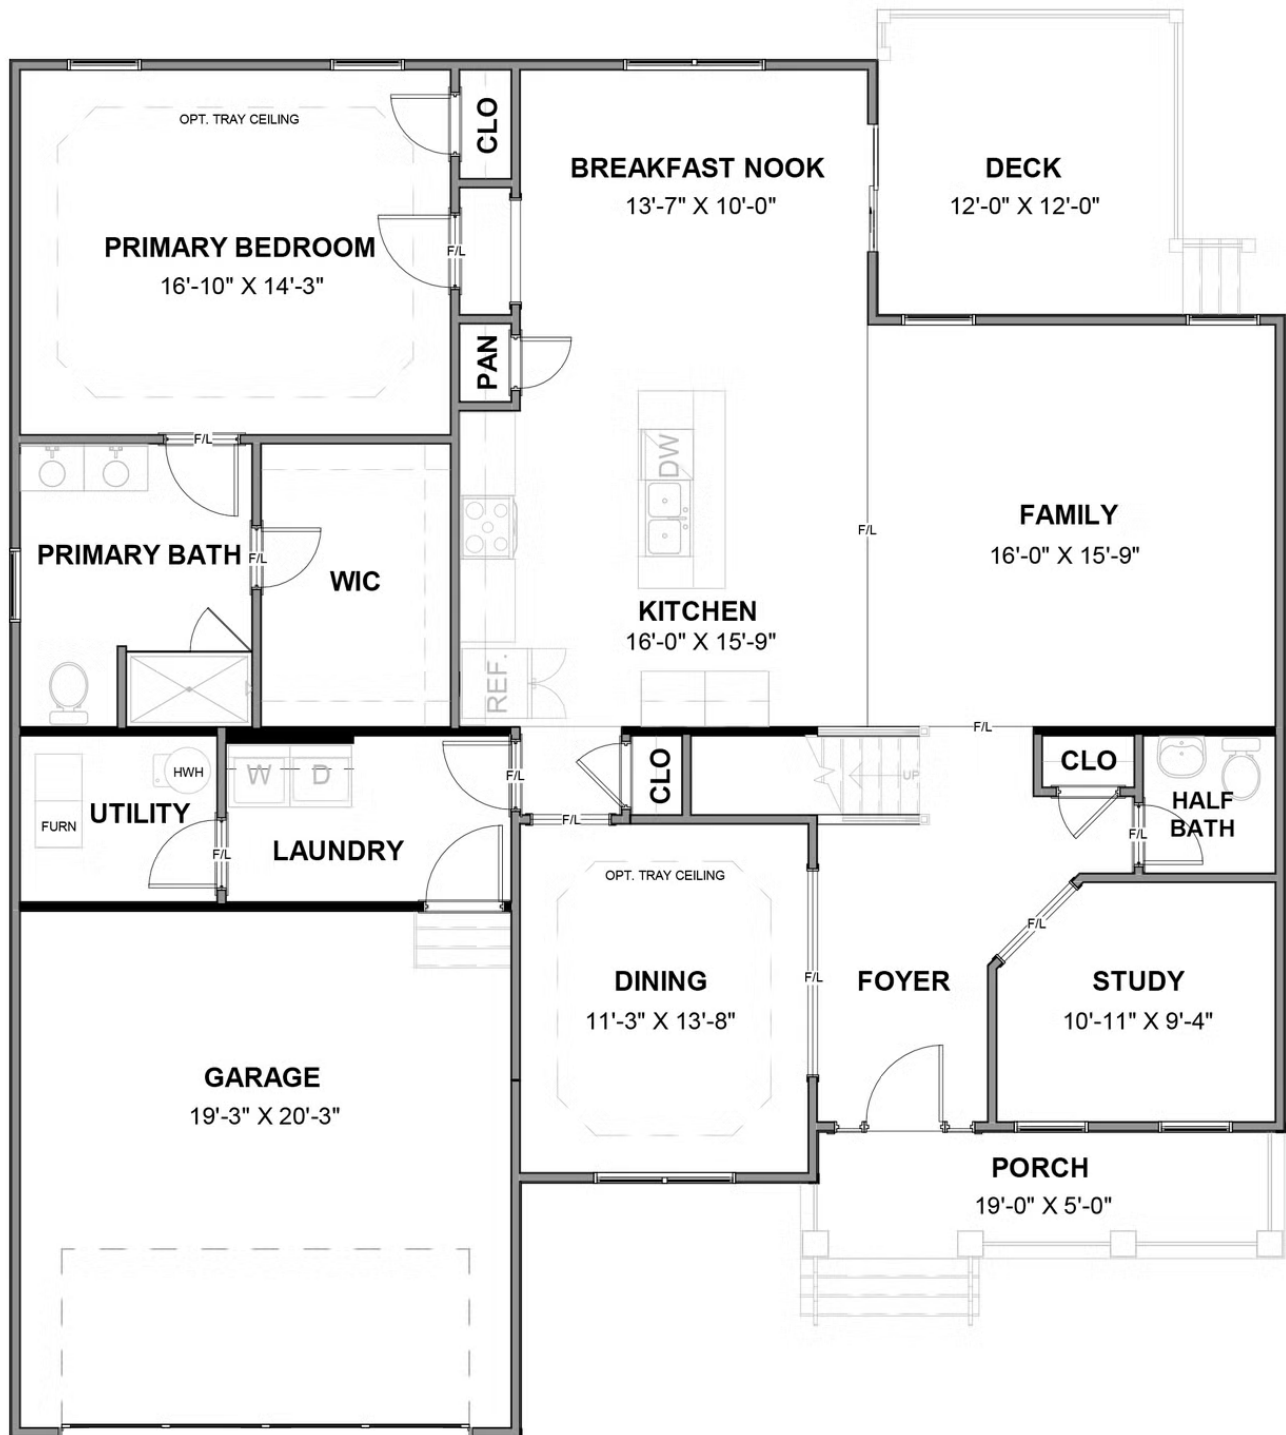 OPT. TRAY CEILING
CLO
BREAKFAST NOOK
13'-7" X 10'-0"
DECK
12'-0" X 12'-0"
PRIMARY BEDROOM
16'-10" X 14'-3"
F/L
PAN
F/L
DW
FAMILY
16'-0" X 15'-9"
F/L
PRIMARY BATH
F/L
WIC
KITCHEN
16'-0" X 15'-9"
REF.
F/L
CLO
HALF
BATH
F/L
UTILITY
HWH
FURN
W
D
F/L
CLO
UP
LAUNDRY
F/L
F/L
OPT. TRAY CEILING
DINING
11'-3" X 13'-8"
F/L
FOYER
F/L
STUDY
10'-11" X 9'-4"
GARAGE
19'-3" X 20'-3"
PORCH
19'-0" X 5'-0"